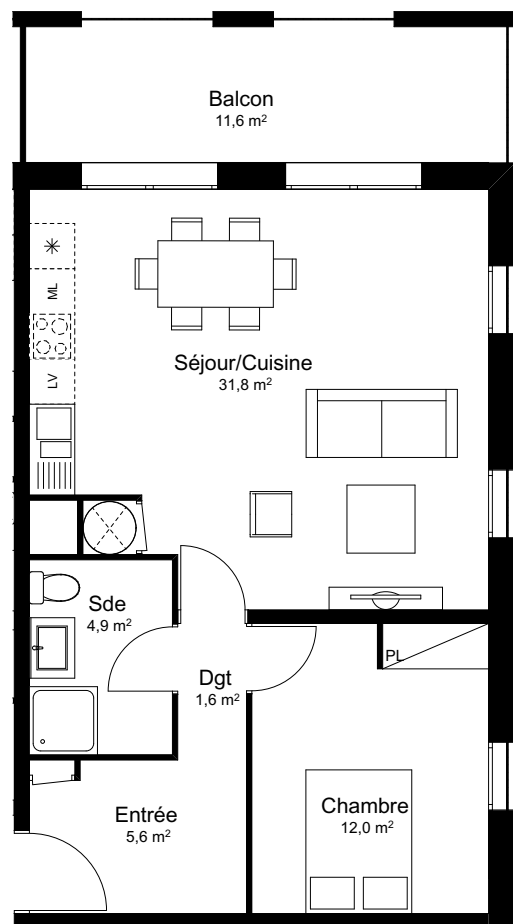 Balcon
11,6 m²
ML
LV
Séjour/Cuisine
31,8 m²
Sde
4,9 m²
Dgt
1,6 m²
PL
Entrée
5,6 m²
Chambre
12,0 m²